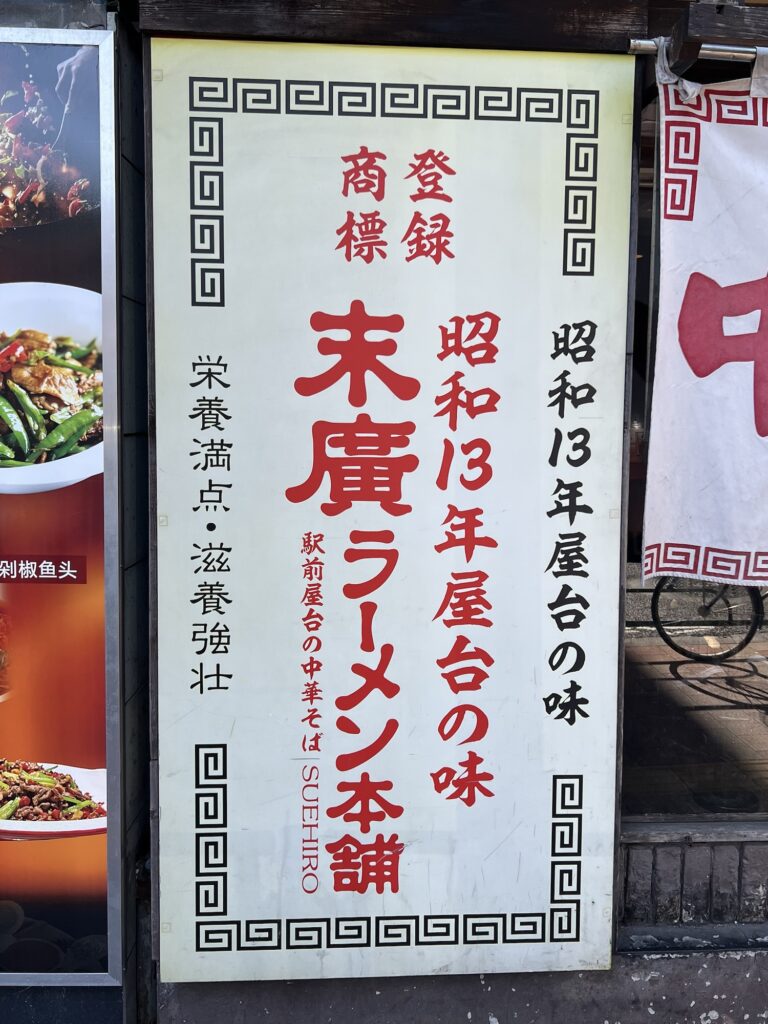 登録
商標
昭和13年屋台の味
昭和13年屋台の味
末廣ラーメン本舗
駅前屋台の中華そば
SUEHIRO
栄養満点・滋養強壮
中
剁椒鱼头